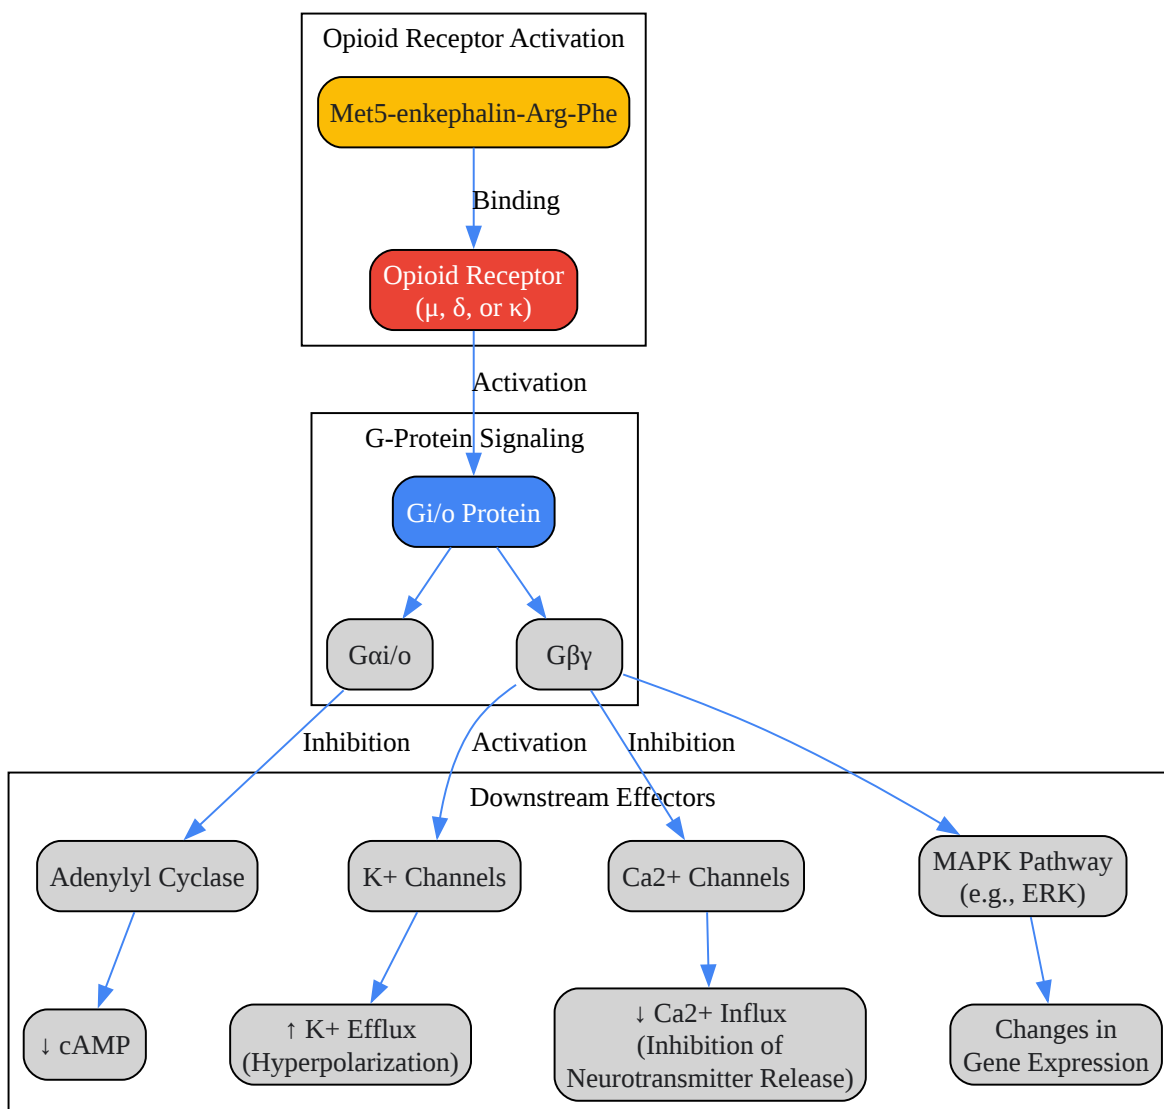 Opioid Receptor Activation
Met5-enkephalin-Arg-Phe
Binding
Opioid Receptor
(μ, δ, or κ)
Activation
G-Protein Signaling
Gi/o Protein
Gαi/o
Gβγ
Inhibition
Activation
Inhibition
Downstream Effectors
Adenylyl Cyclase
K+ Channels
Ca2+ Channels
MAPK Pathway
(e.g., ERK)
↓ cAMP
↑ K+ Efflux
(Hyperpolarization)
↓ Ca2+ Influx
(Inhibition of
Neurotransmitter Release)
Changes in
Gene Expression